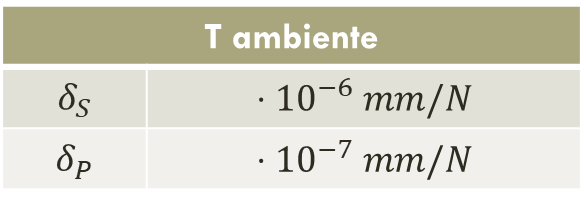 T ambiente
δ_S · 10^{−6} mm/N
δ_P · 10^{−7} mm/N